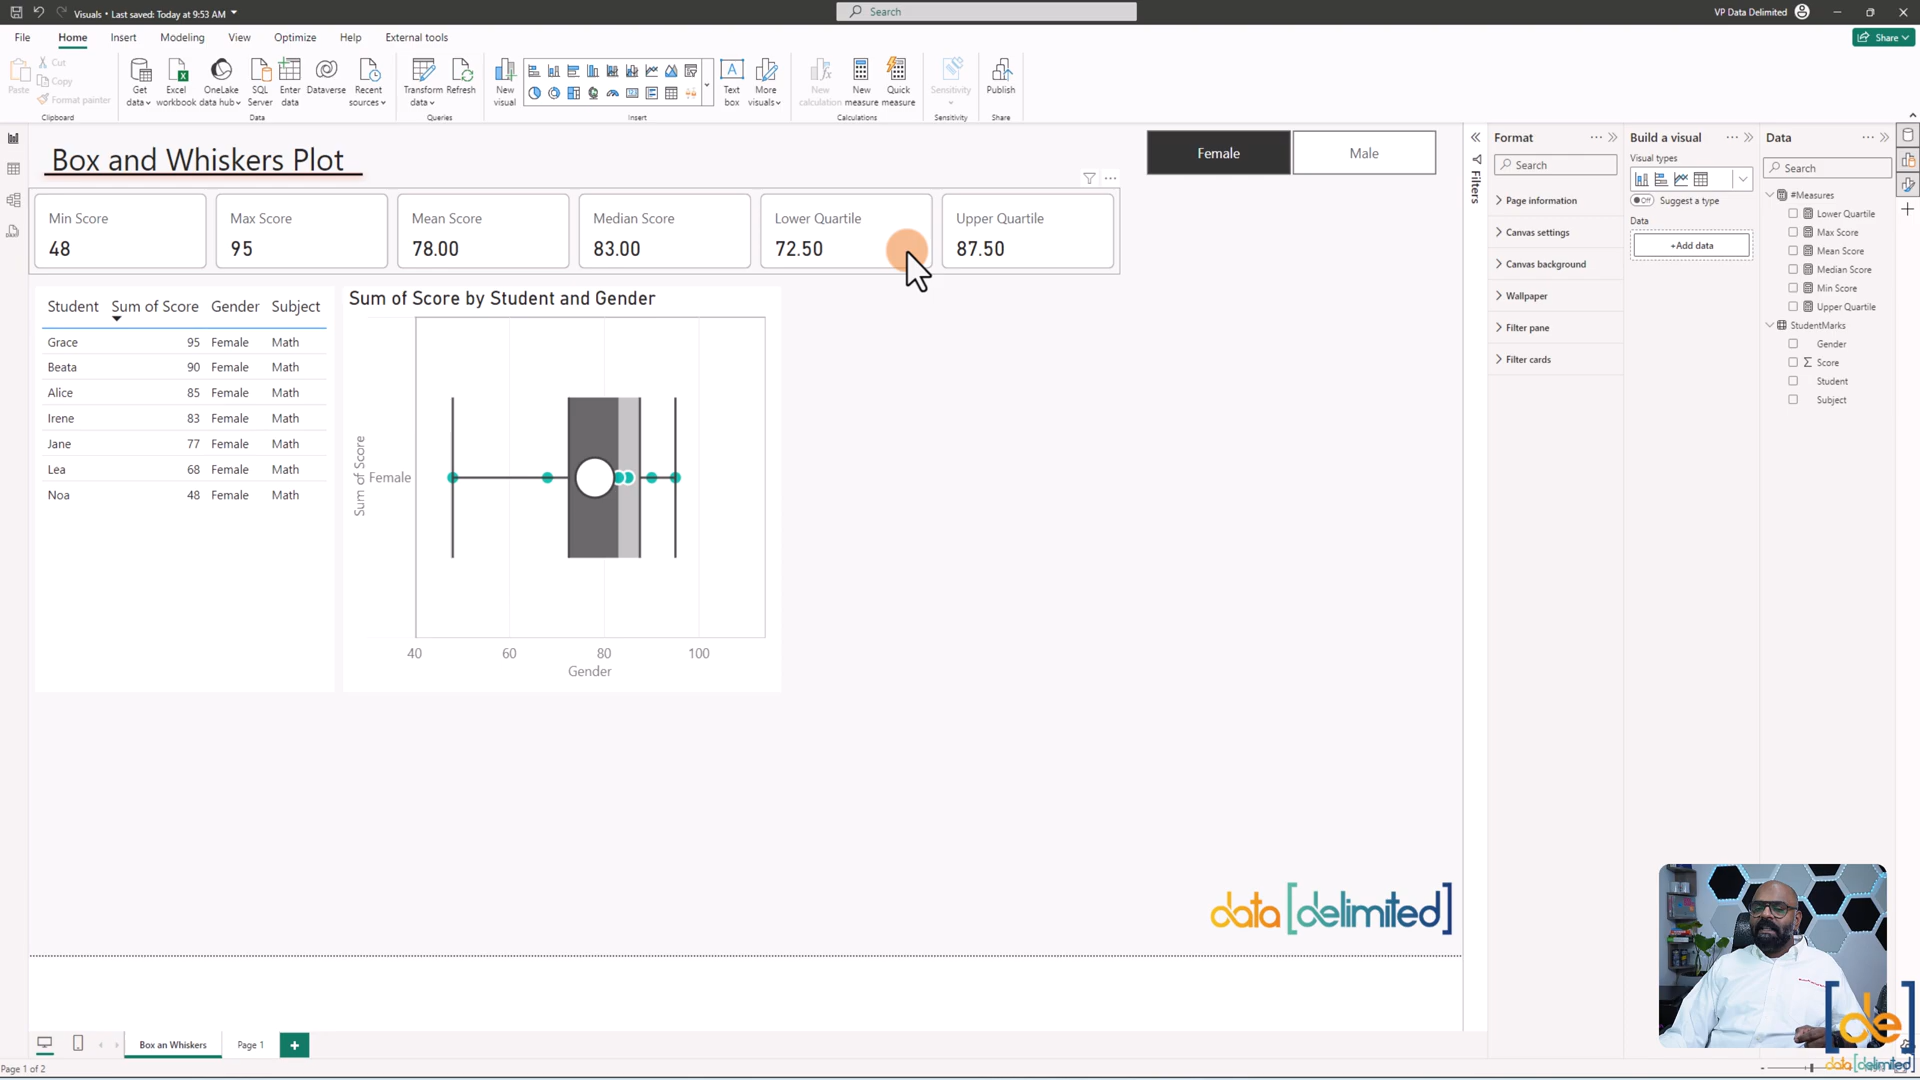 Visuals • Last saved: Today at 9:53 AM
Search
VP Data Delimited
File Home Insert Modeling View Optimize Help External tools
Share
Paste
Cut
Copy
Format painter
Clipboard
Get data
Excel workbook
OneLake data hub
SQL Server
Enter data
Dataverse
Recent sources
Data
Transform data
Refresh
Queries
New visual
Text box
More visuals
Insert
New calculation
New measure
Quick measure
Calculations
Sensitivity
Sensitivity
Publish
Share
Box and Whiskers Plot
Female
Male
Min Score
48
Max Score
95
Mean Score
78.00
Median Score
83.00
Lower Quartile
72.50
Upper Quartile
87.50
Student Sum of Score Gender Subject
Grace 95 Female Math
Beata 90 Female Math
Alice 85 Female Math
Irene 83 Female Math
Jane 77 Female Math
Lea 68 Female Math
Noa 48 Female Math
Sum of Score by Student and Gender
Sum of Score
Female
40 60 80 100
Gender
Filters
Format
Search
Page information
Canvas settings
Canvas background
Wallpaper
Filter pane
Filter cards
Build a visual
Visual types
Suggest a type
Data
+Add data
Data
Search
#Measures
Lower Quartile
Max Score
Mean Score
Median Score
Min Score
Upper Quartile
StudentMarks
Gender
Score
Student
Subject
data [delimited]
[de]
data [delimited]
Box an Whiskers
Page 1
Page 1 of 2